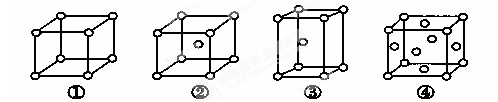 ① ② ③ ④